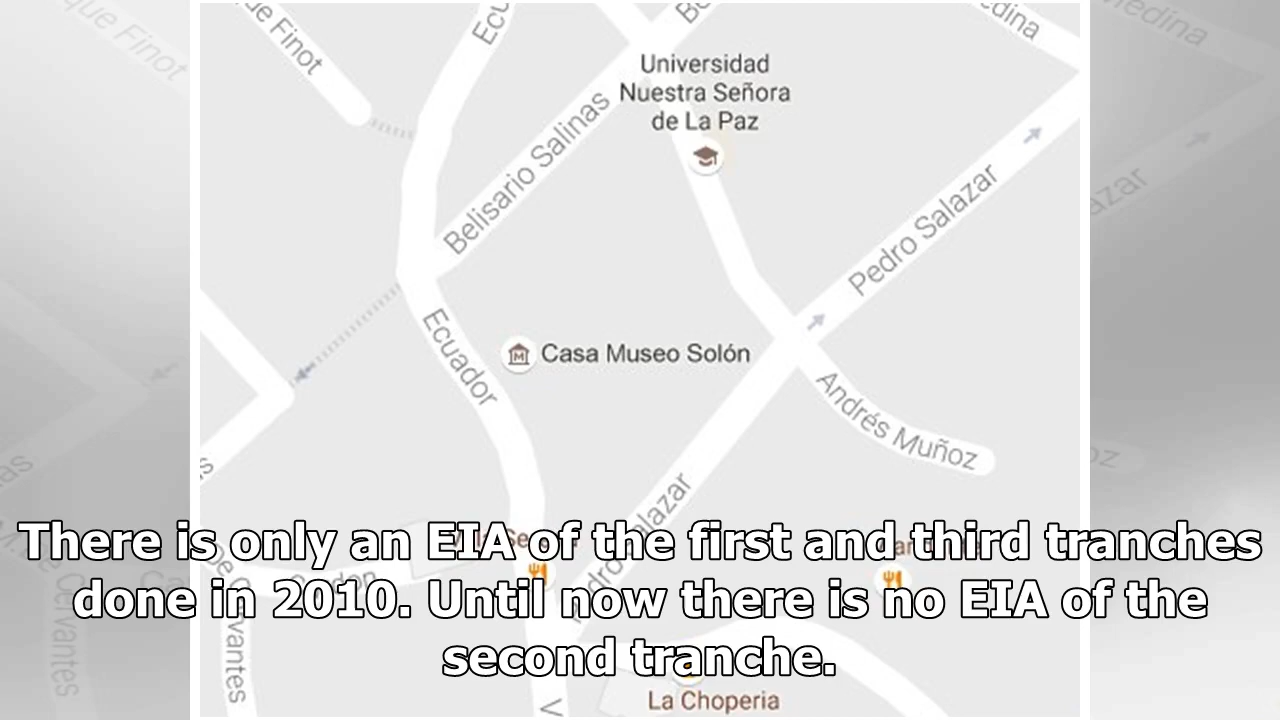 Ecu
Belisario Salinas
Universidad
Nuestra Señora
de La Paz
Pedro Salazar
Casa Museo Solón
Ecuador
Andrés Muñoz
There is only an EIA of the first and third tranches
done in 2010. Until now there is no EIA of the
second tranche.
La Choperia